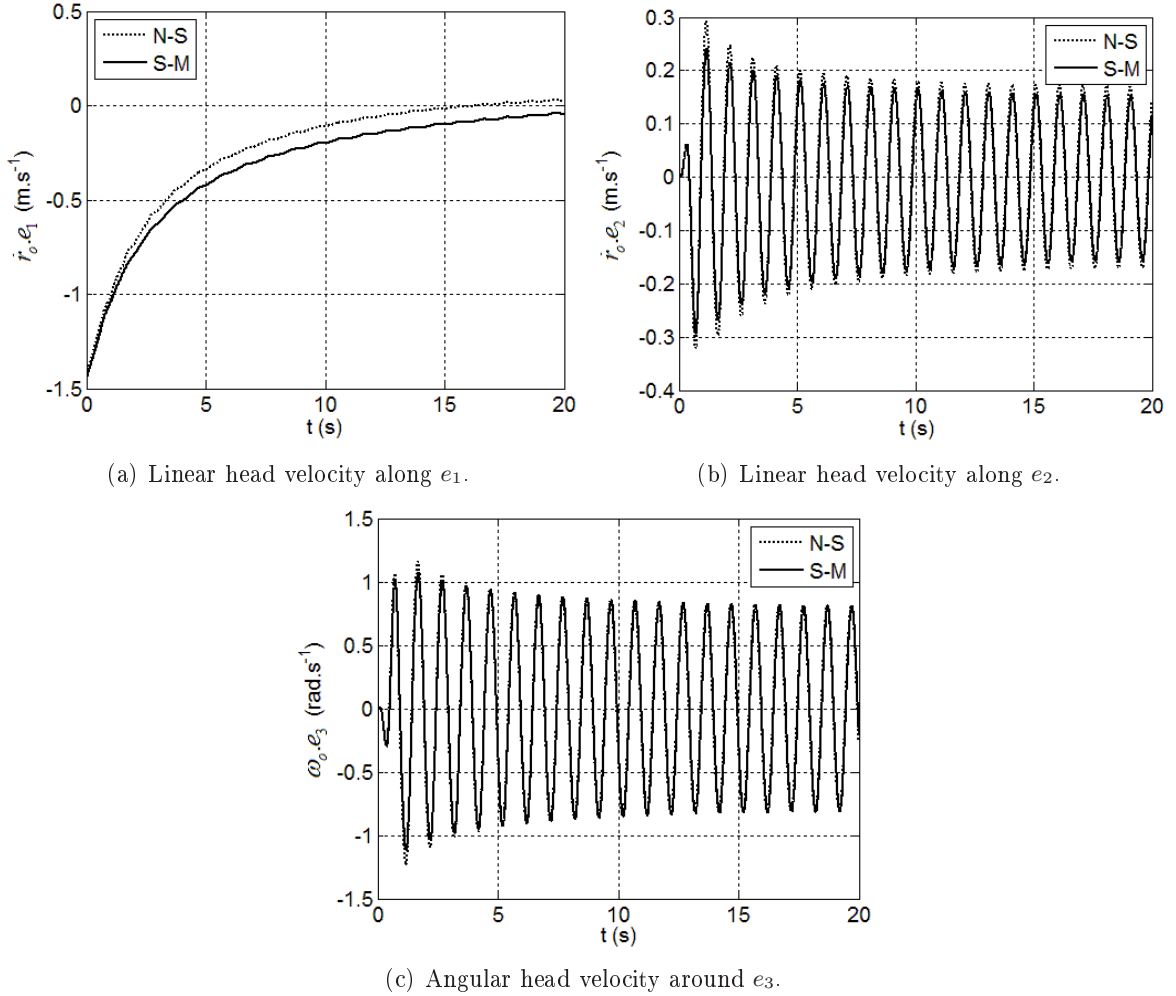 0.5
0
-0.5
-1
-1.5
ṙₒ.e₁ (m.s⁻¹)
N-S
S-M
0 5 10 15 20
t (s)
(a) Linear head velocity along e₁.
0.3
0.2
0.1
0
-0.1
-0.2
-0.3
-0.4
ṙₒ.e₂ (m.s⁻¹)
N-S
S-M
0 5 10 15 20
t (s)
(b) Linear head velocity along e₂.
1.5
1
0.5
0
-0.5
-1
-1.5
ωₒ.e₃ (rad.s⁻¹)
N-S
S-M
0 5 10 15 20
t (s)
(c) Angular head velocity around e₃.